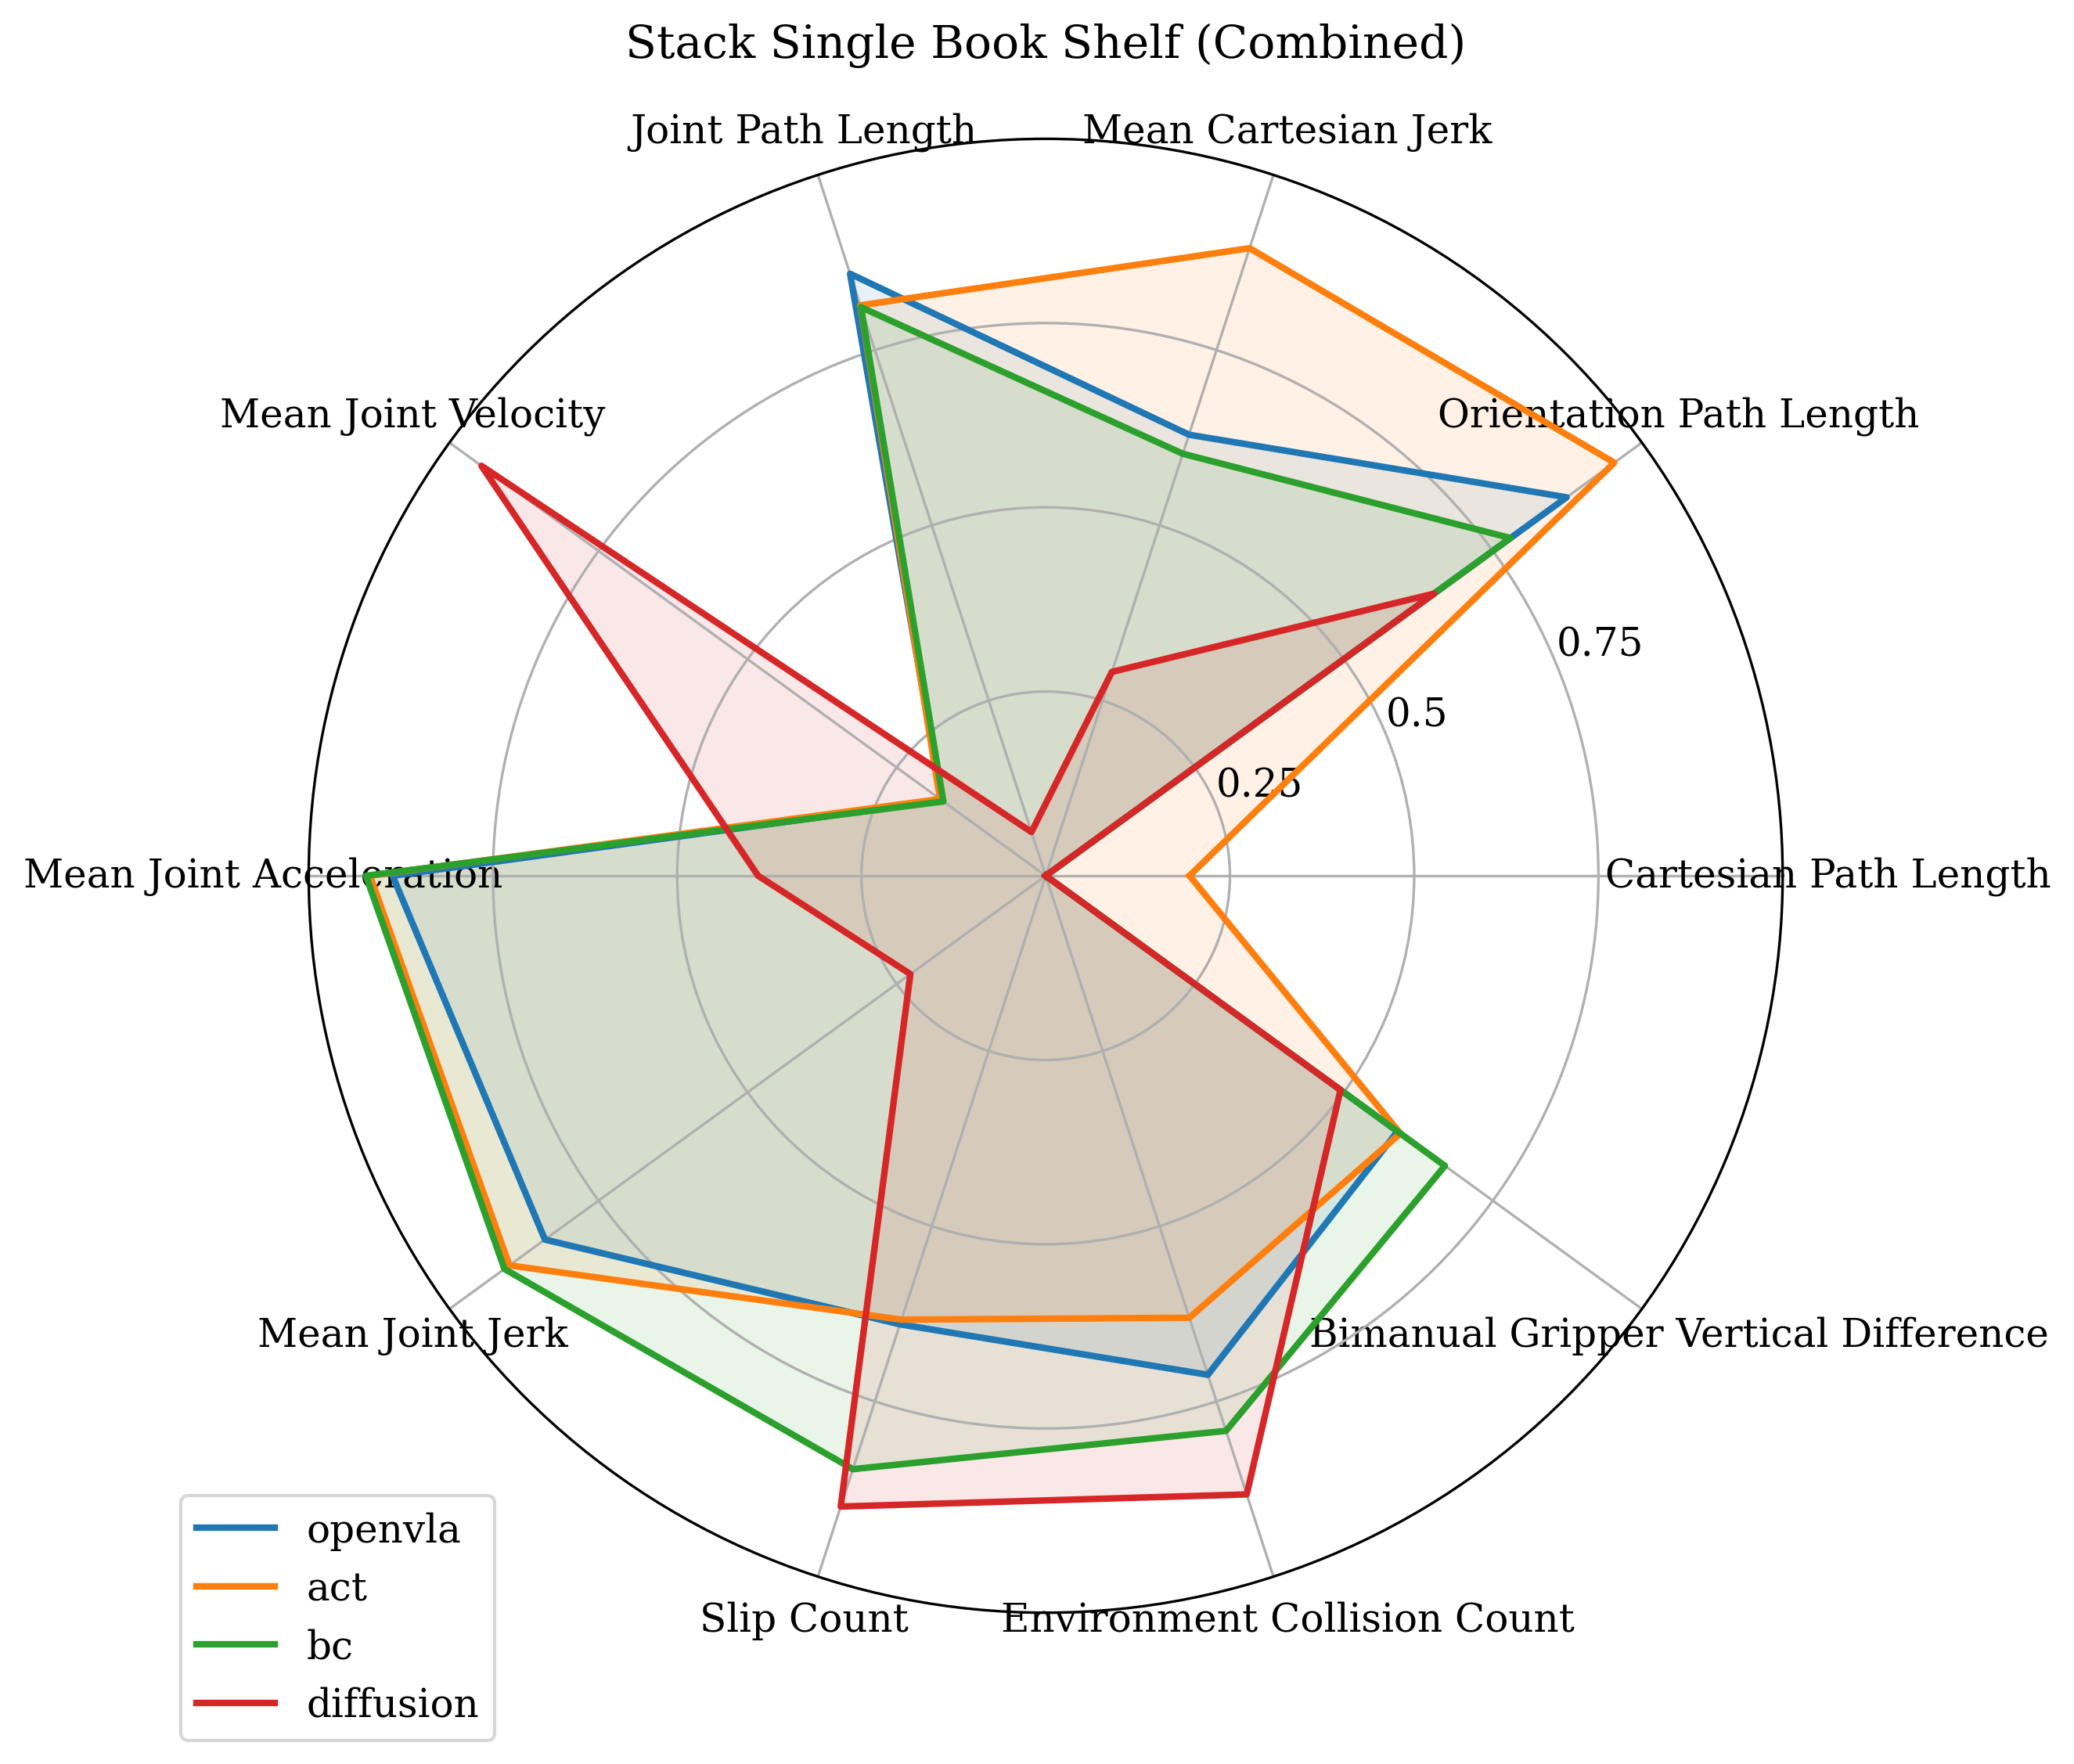 Stack Single Book Shelf (Combined)
Joint Path Length
Mean Cartesian Jerk
Mean Joint Velocity
Orientation Path Length
0.75
0.5
0.25
Mean Joint Acceleration
Cartesian Path Length
Mean Joint Jerk
Bimanual Gripper Vertical Difference
Slip Count
Environment Collision Count
openvla
act
bc
diffusion